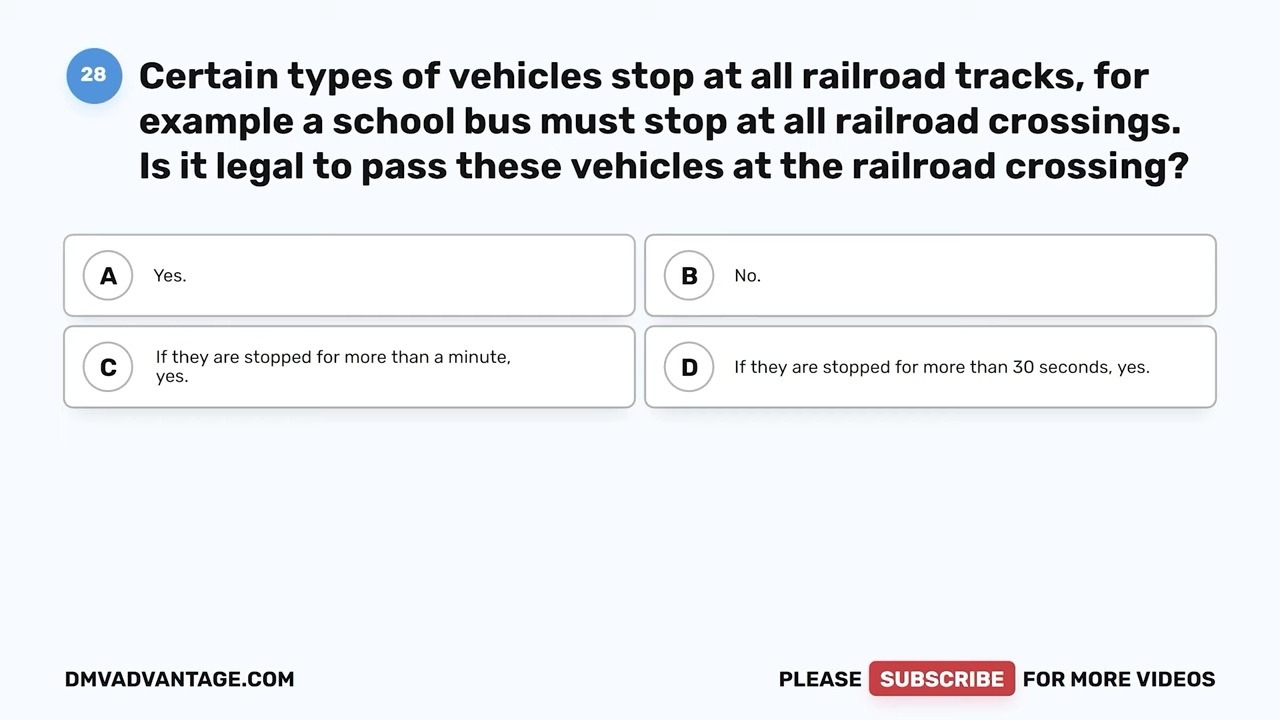 28
Certain types of vehicles stop at all railroad tracks, for
example a school bus must stop at all railroad crossings.
Is it legal to pass these vehicles at the railroad crossing?
A Yes.
B No.
C If they are stopped for more than a minute,
yes.
D If they are stopped for more than 30 seconds, yes.
DMVADVANTAGE.COM
PLEASE SUBSCRIBE FOR MORE VIDEOS